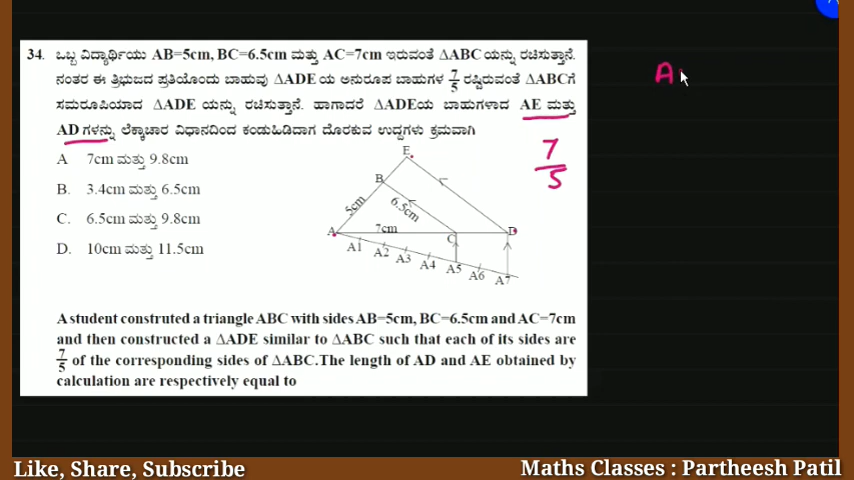 34. ಒಬ್ಬ ವಿದ್ಯಾರ್ಥಿಯು AB=5cm, BC=6.5cm ಮತ್ತು AC=7cm ಇರುವಂತೆ ΔABC ಯನ್ನು ರಚಿಸುತ್ತಾನೆ.
ನಂತರ ಈ ತ್ರಿಭುಜದ ಪ್ರತಿಯೊಂದು ಬಾಹುವು ΔADE ಯ ಅನುರೂಪ ಬಾಹುಗಳ 7/5 ರಷ್ಟಿರುವಂತೆ ΔABCಗೆ
ಸಮರೂಪಿಯಾದ ΔADE ಯನ್ನು ರಚಿಸುತ್ತಾನೆ. ಹಾಗಾದರೆ ΔADEಯ ಬಾಹುಗಳಾದ AE ಮತ್ತು
AD ಗಳನ್ನು ಲೆಕ್ಕಾಚಾರ ವಿಧಾನದಿಂದ ಕಂಡುಹಿಡಿದಾಗ ದೊರಕುವ ಉದ್ದಗಳು ಕ್ರಮವಾಗಿ
A 7cm ಮತ್ತು 9.8cm
B. 3.4cm ಮತ್ತು 6.5cm
C. 6.5cm ಮತ್ತು 9.8cm
D. 10cm ಮತ್ತು 11.5cm
E
B
5cm
6.5cm
7cm
A
C
D
A1 A2 A3 A4 A5 A6 A7
7/5
A
A student construted a triangle ABC with sides AB=5cm, BC=6.5cm and AC=7cm
and then constructed a ΔADE similar to ΔABC such that each of its sides are
7/5 of the corresponding sides of ΔABC.The length of AD and AE obtained by
calculation are respectively equal to
Like, Share, Subscribe
Maths Classes : Partheesh Patil